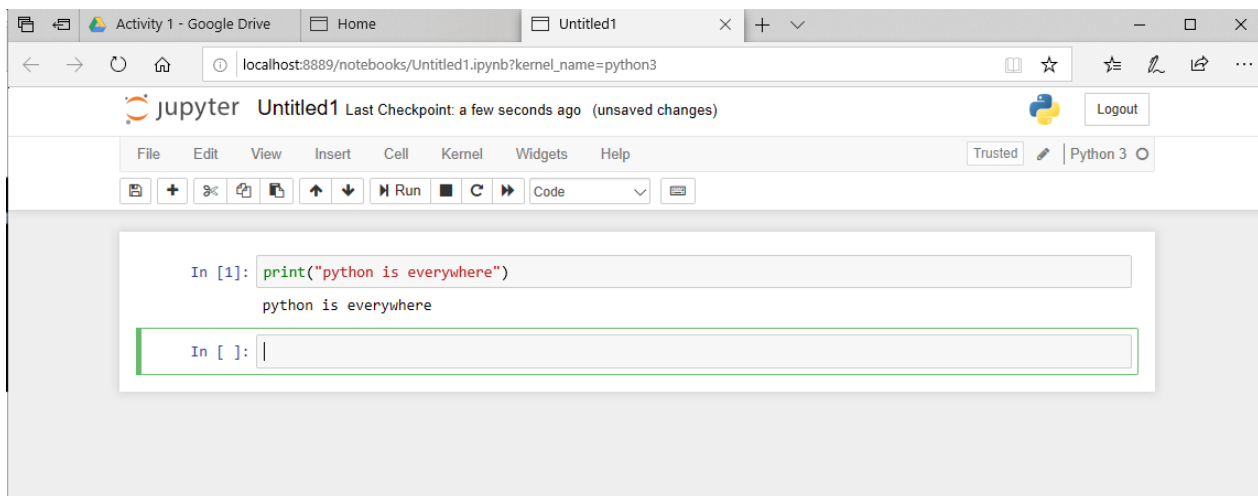 Activity 1 - Google Drive Home Untitled1
localhost:8889/notebooks/Untitled1.ipynb?kernel_name=python3
jupyter Untitled1 Last Checkpoint: a few seconds ago (unsaved changes) Logout
File Edit View Insert Cell Kernel Widgets Help Trusted Python 3
Run Code
In [1]: print("python is everywhere")
python is everywhere
In [ ]: